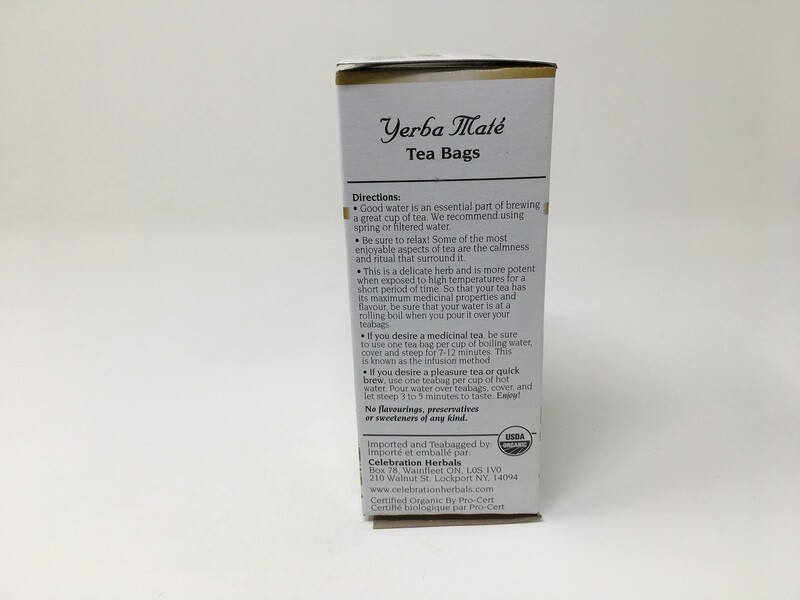 Yerba Maté
Tea Bags
Directions:
• Good water is an essential part of brewing
a great cup of tea. We recommend using
spring or filtered water.
• Be sure to relax! Some of the most
enjoyable aspects of tea are the calmness
and ritual that surround it.
• This is a delicate herb and is more potent
when exposed to high temperatures for a
short period of time. So that your tea has
its maximum medicinal properties and
flavour, be sure that your water is at a
rolling boil when you pour it over your
teabags.
• If you desire a medicinal tea, be sure
to use one tea bag per cup of boiling water,
cover and steep for 7-12 minutes. This
is known as the infusion method
• If you desire a pleasure tea or quick
brew, use one teabag per cup of hot
water. Pour water over teabags, cover, and
let steep 3 to 5 minutes to taste. Enjoy!
No flavourings, preservatives
or sweeteners of any kind.
Imported and Teabagged by:
Importé et emballé par:
USDA
ORGANIC
Celebration Herbals
Box 78, Wainfleet ON, L0S 1V0
210 Walnut St. Lockport NY, 14094
www.celebrationherbals.com
Certified Organic By Pro-Cert
Certifié biologique par Pro-Cert